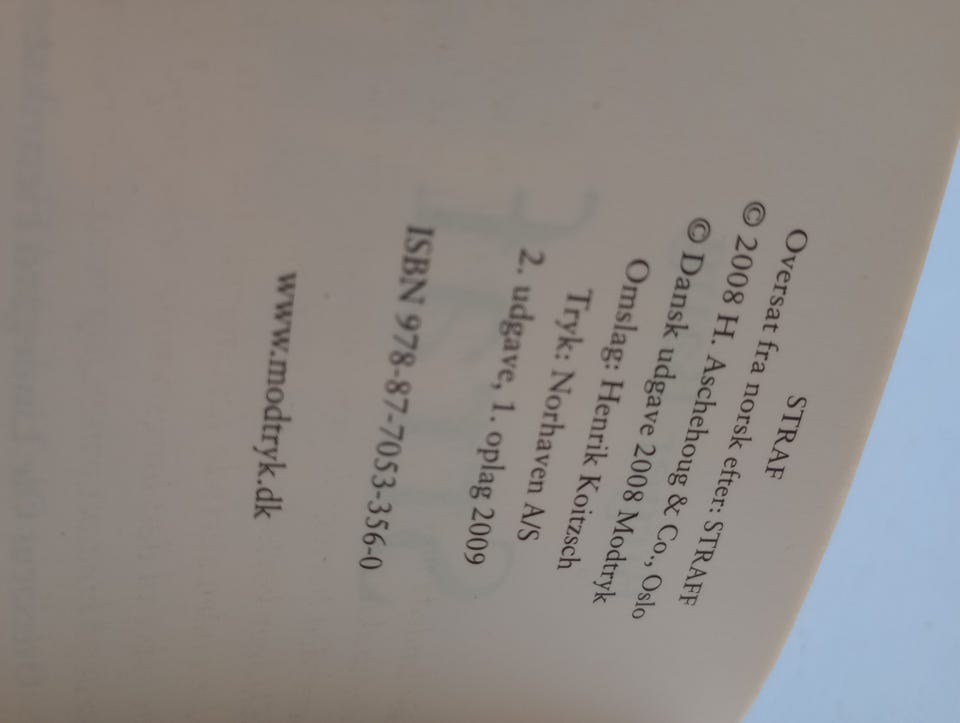 STRAF
Oversat fra norsk efter: STRAFF
© 2008 H. Aschehoug & Co., Oslo
© Dansk udgave 2008 Modtryk
Omslag: Henrik Koitzsch
Tryk: Norhaven A/S
2. udgave, 1. oplag 2009
ISBN 978-87-7053-356-0
www.modtryk.dk